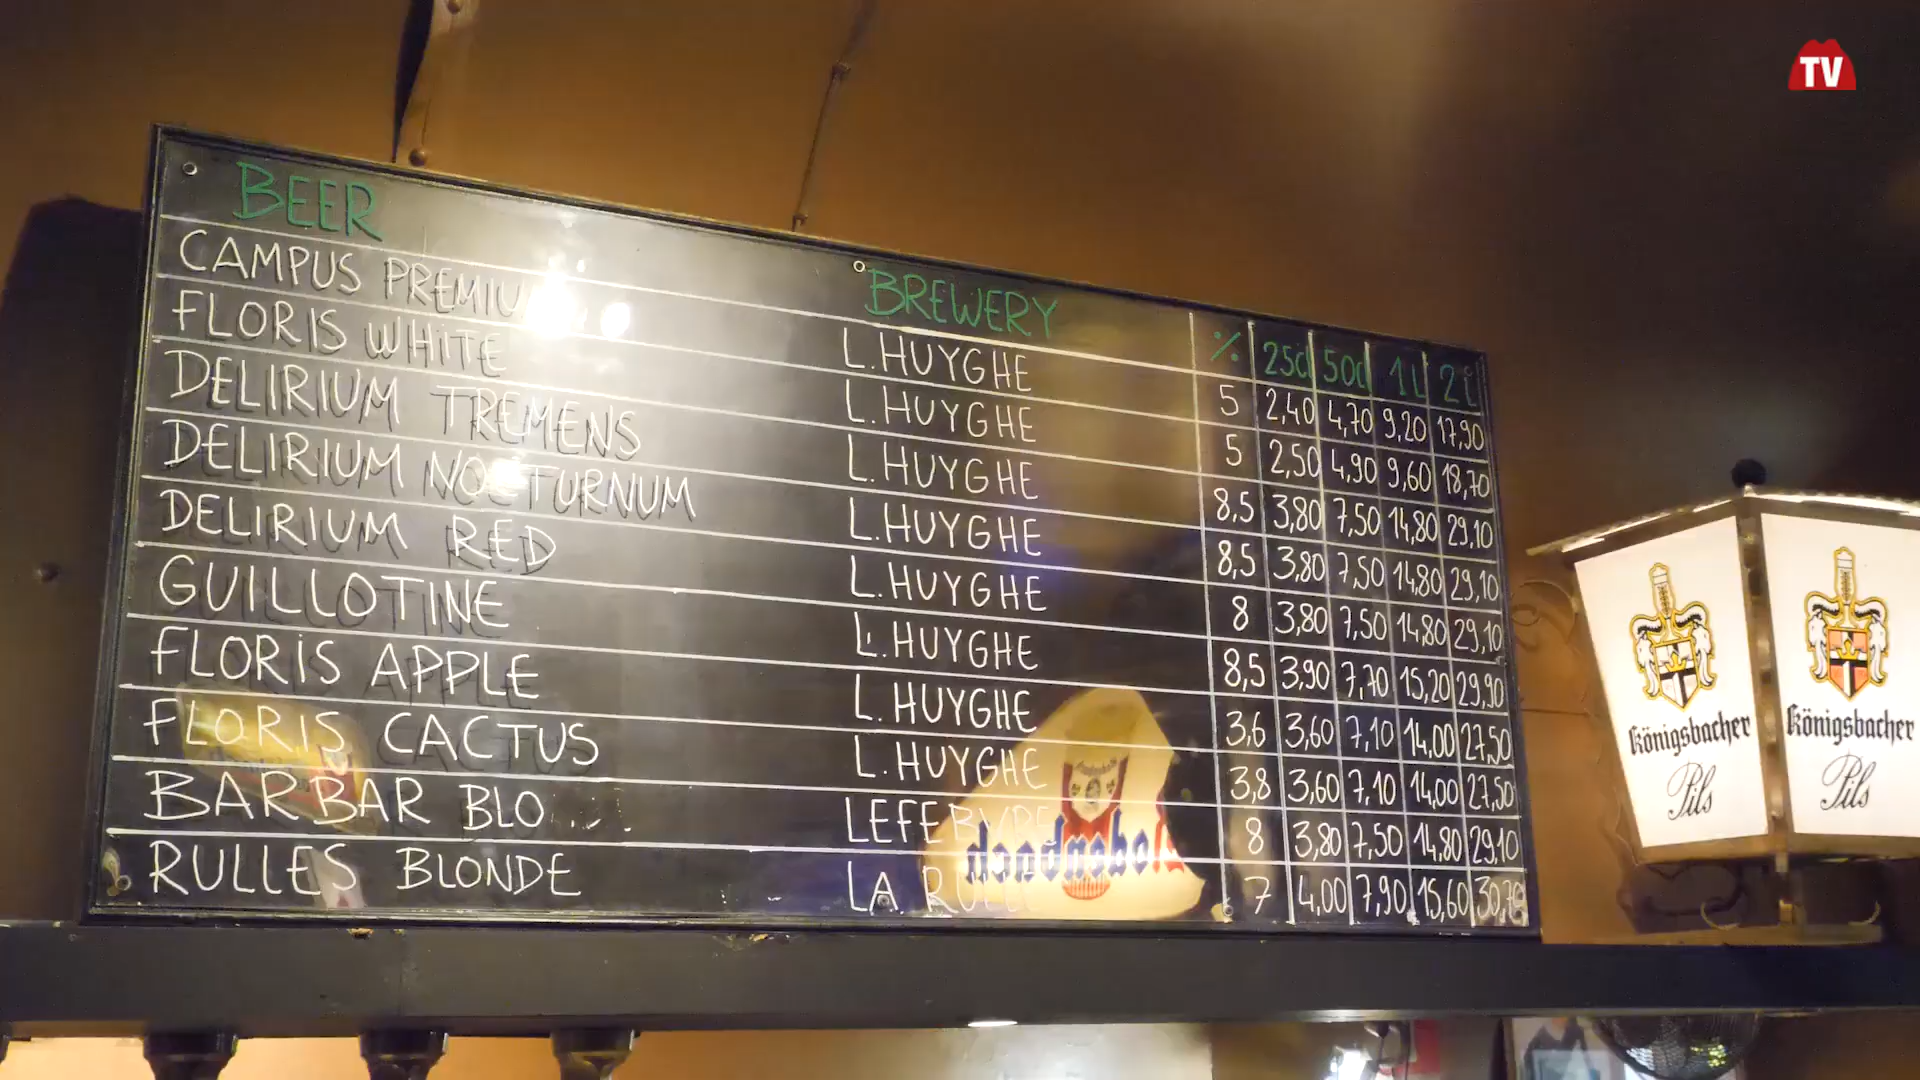 TV
BEER BREWERY % 25cl 50cl 1L 2L
CAMPUS PREMIUM L.HUYGHE 5 2,40 4,70 9,20 17,90
FLORIS WHITE L.HUYGHE 5 2,50 4,90 9,60 18,70
DELIRIUM TREMENS L.HUYGHE 8.5 3,80 7,50 14,80 29,10
DELIRIUM NOCTURNUM L.HUYGHE 8,5 3,80 7,50 14,80 29,10
DELIRIUM RED L.HUYGHE 8 3,80 7,50 14,80 29,10
GUILLOTINE L.HUYGHE 8,5 3,90 7,70 15,20 29,90
FLORIS APPLE L.HUYGHE 3,6 3,60 7,10 14,00 27,50
FLORIS CACTUS L.HUYGHE 3,8 3,60 7,10 14,00 27,50
BARBAR BLO LEFEBVRE 8 3,80 7,50 14,80 29,10
RULLES BLONDE LA 7 4,00 7,90 15,60
Königsbacher
Pils
Königsbacher
Pils